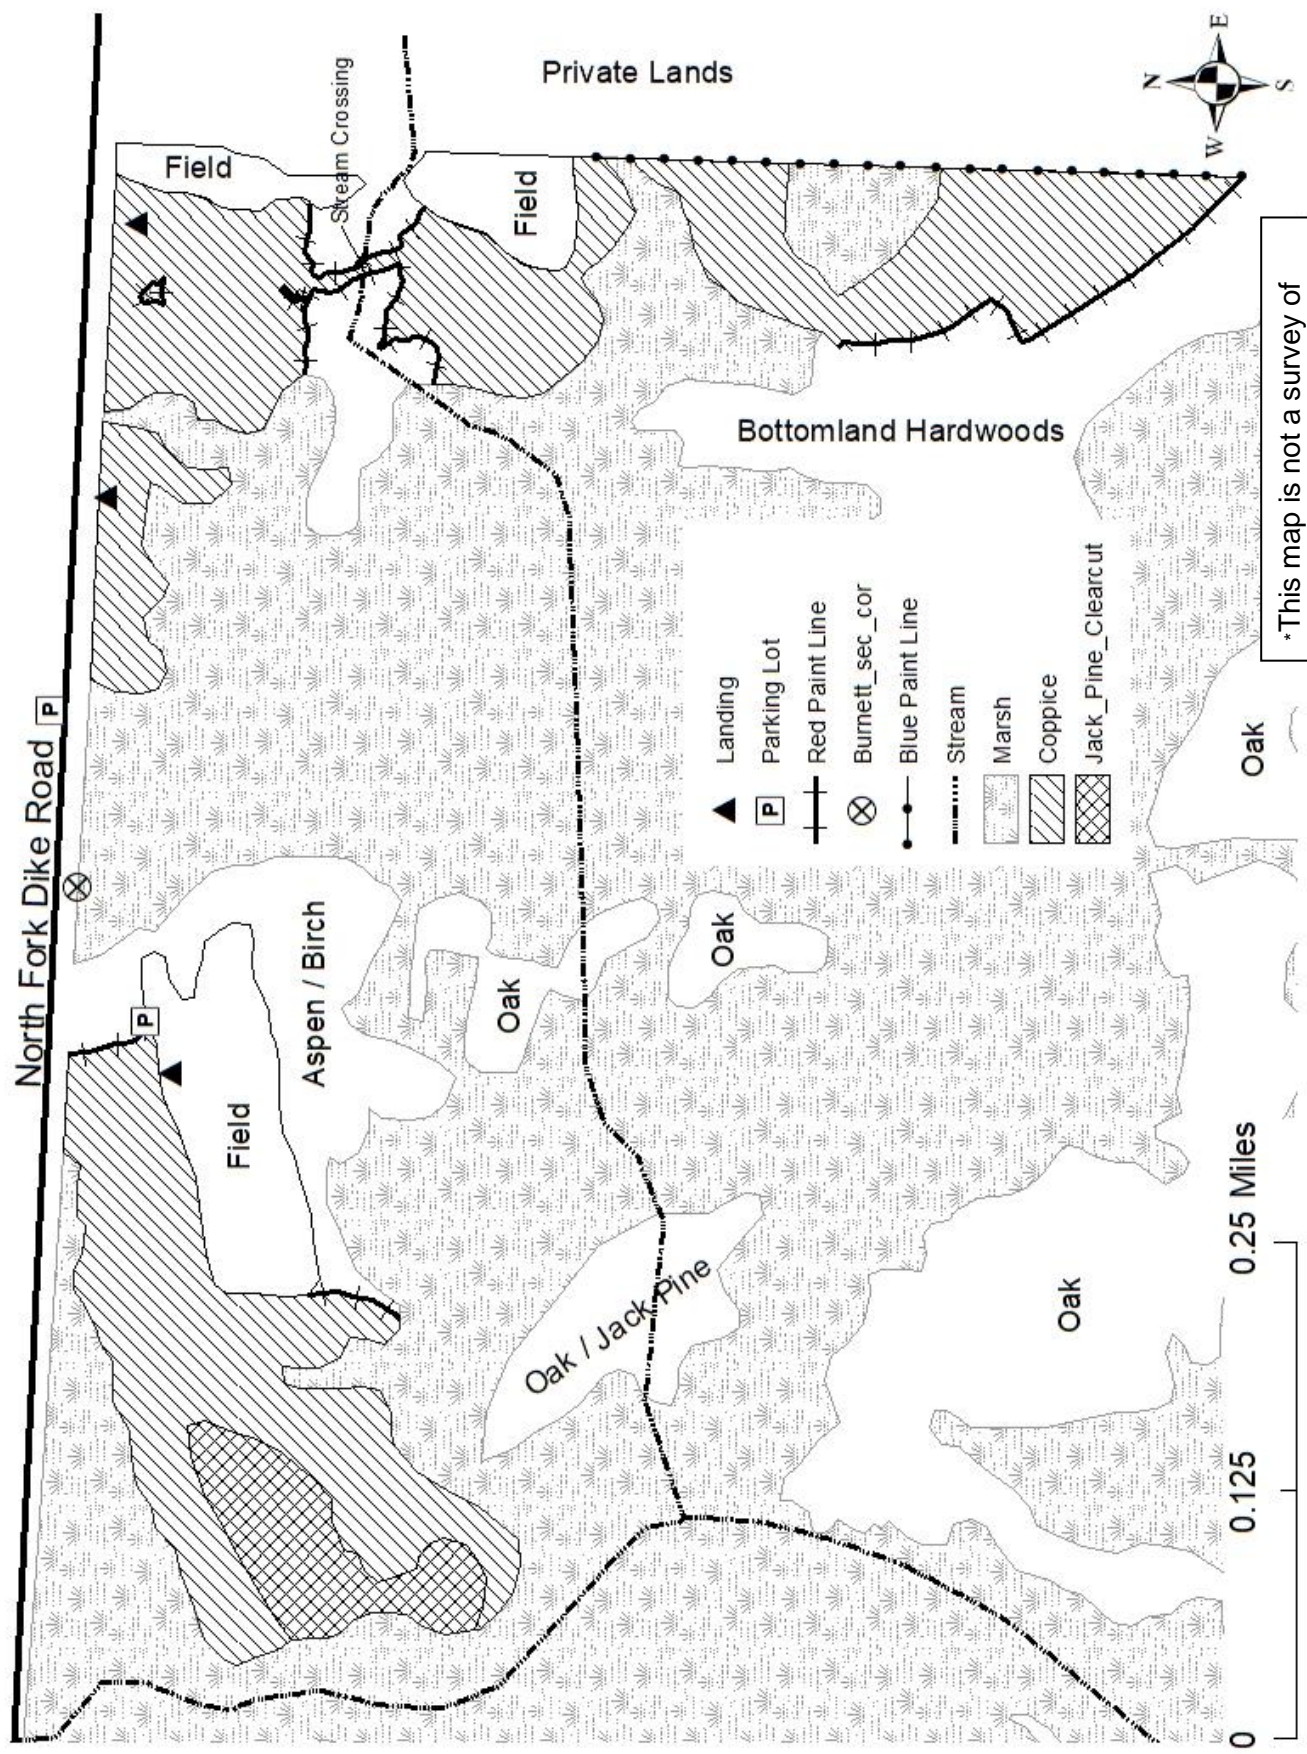 North Fork Dike Road
P
P
Field
Stream Crossing
Private Lands
Field
Aspen / Birch
Field
Oak
Oak
Oak / Jack Pine
Oak
Oak
Bottomland Hardwoods
Landing
P Parking Lot
Red Paint Line
Burnett_sec_cor
Blue Paint Line
Stream
Marsh
Coppice
Jack_Pine_Clearcut
N
E
S
W
0 0.125 0.25 Miles
*This map is not a survey of